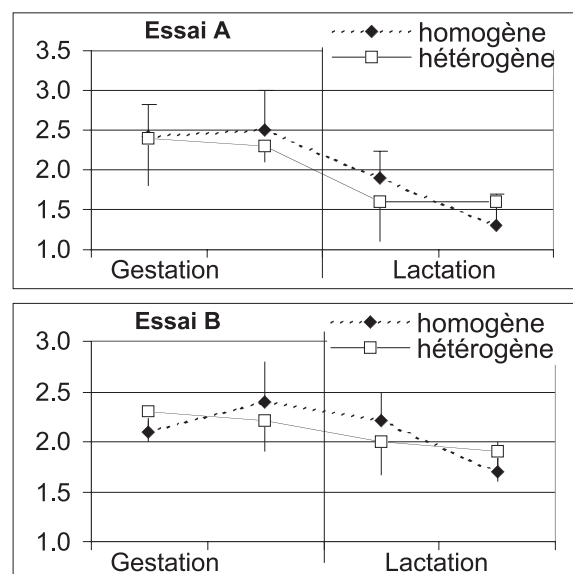 Essai A
homogène
hétérogène
3.5
3.0
2.5
2.0
1.5
1.0
Gestation
Lactation
Essai B
homogène
hétérogène
3.0
2.5
2.0
1.5
1.0
Gestation
Lactation